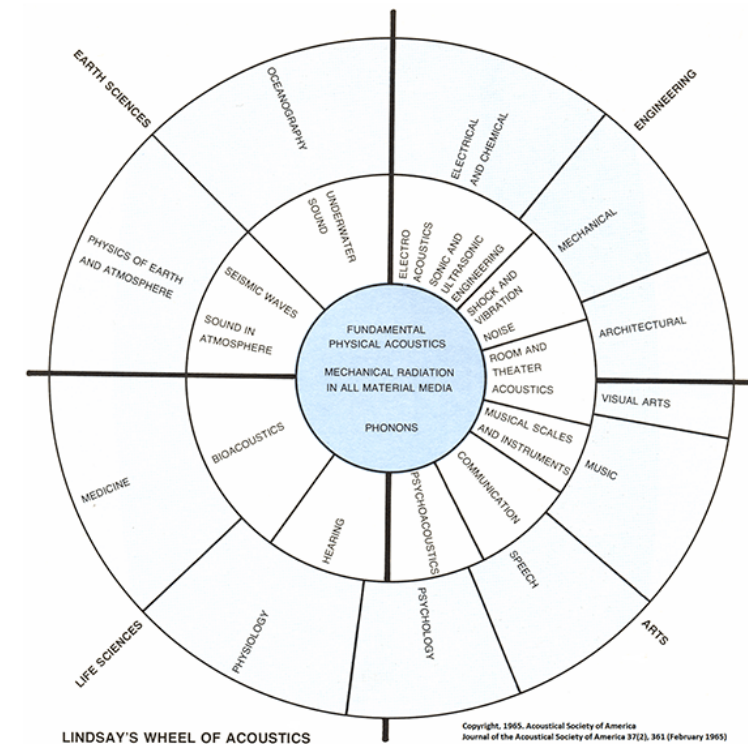 EARTH SCIENCES
ENGINEERING
LIFE SCIENCES
ARTS
OCEANOGRAPHY
ELECTRICAL
AND CHEMICAL
MECHANICAL
ARCHITECTURAL
VISUAL ARTS
MUSIC
SPEECH
PSYCHOLOGY
PHYSIOLOGY
MEDICINE
PHYSICS OF EARTH
AND ATMOSPHERE
UNDERWATER
SOUND
ELECTRO
ACOUSTICS
SONIC AND
ULTRASONIC
ENGINEERING
SHOCK AND
VIBRATION
NOISE
ROOM AND
THEATER
ACOUSTICS
MUSICAL SCALES
AND INSTRUMENTS
COMMUNICATION
PSYCHOACOUSTICS
HEARING
BIOACOUSTICS
SEISMIC WAVES
SOUND IN
ATMOSPHERE
FUNDAMENTAL
PHYSICAL ACOUSTICS
MECHANICAL RADIATION
IN ALL MATERIAL MEDIA
PHONONS
LINDSAY'S WHEEL OF ACOUSTICS
Copyright, 1965. Acoustical Society of America
Journal of the Acoustical Society of America 37(2), 361 (February 1965)